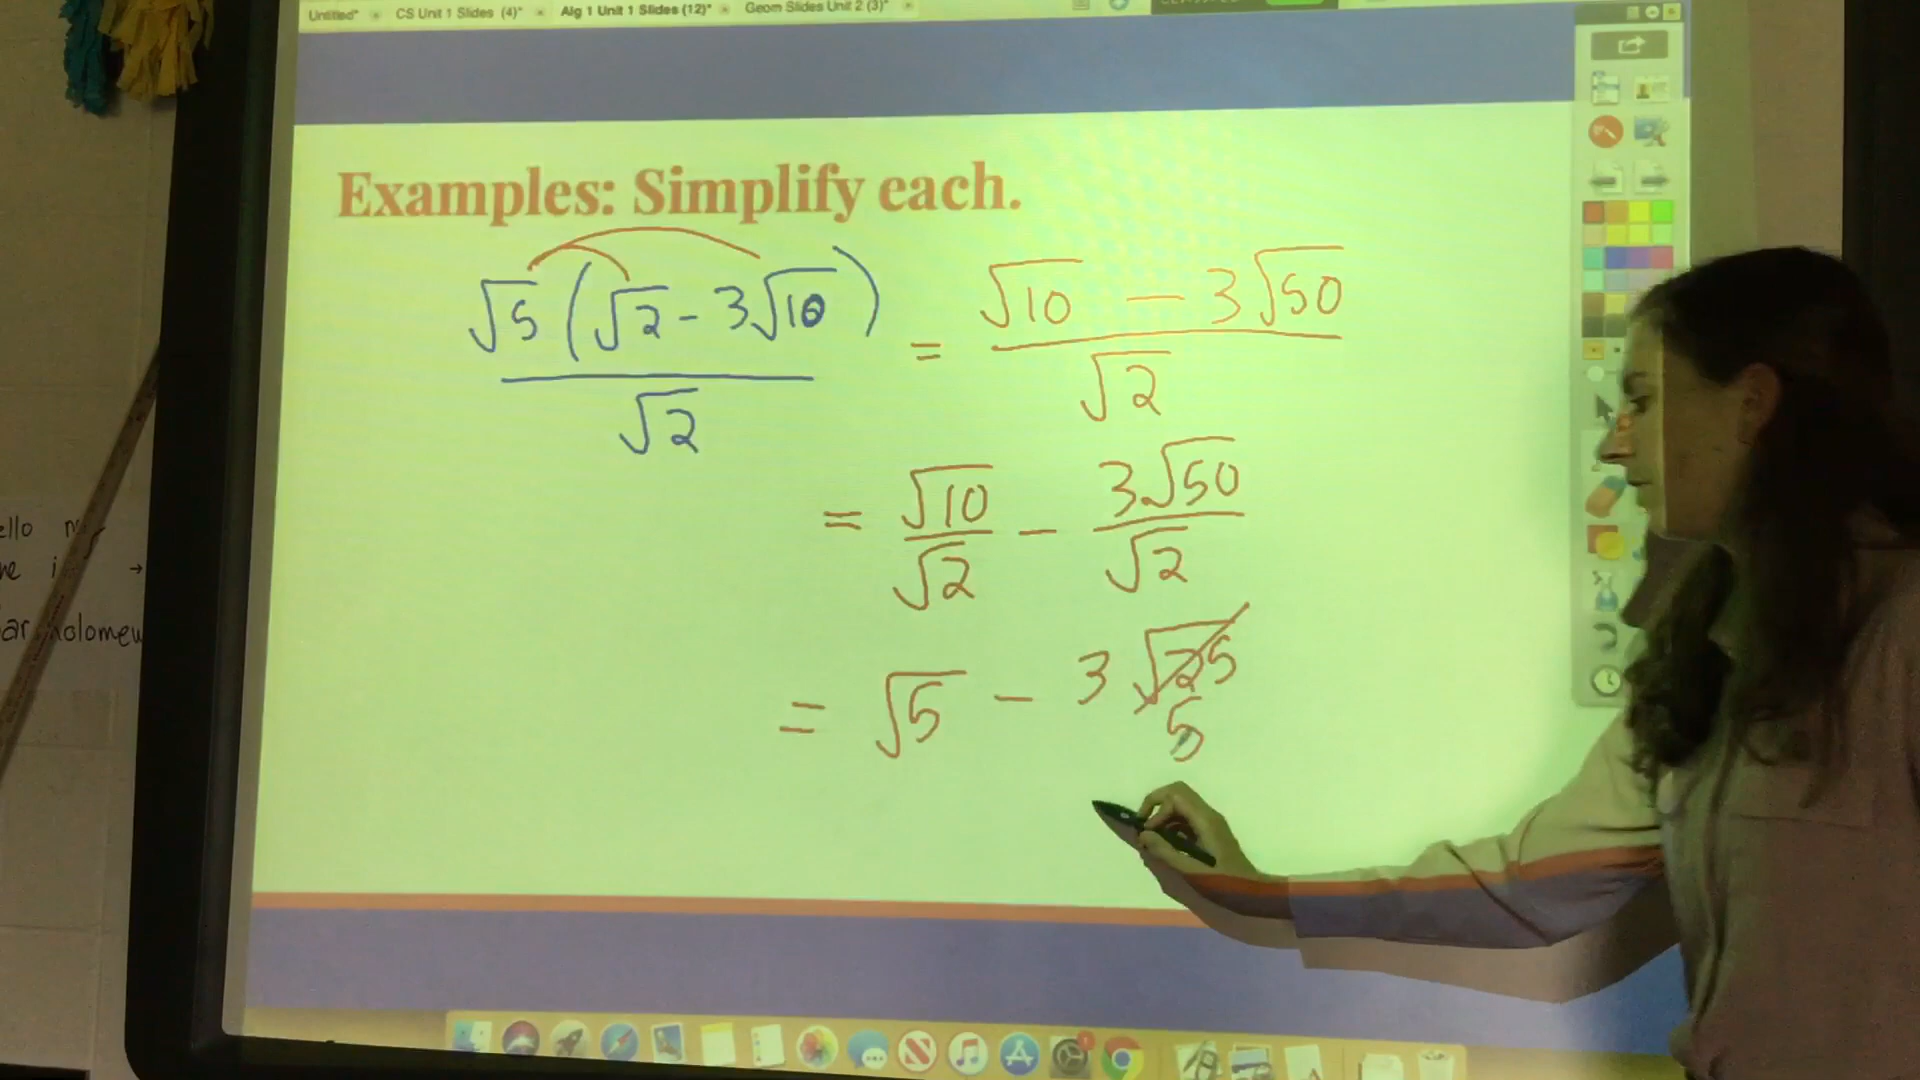 Untitled* CS Unit 1 Slides (4)* Alg 1 Unit 1 Slides (12)* Geom Slides Unit 2 (3)*
Examples: Simplify each.
√5 (√2 - 3√10) / √2 = (√10 - 3√50) / √2
= √10/√2 - 3√50/√2
= √5 - 3√25
5